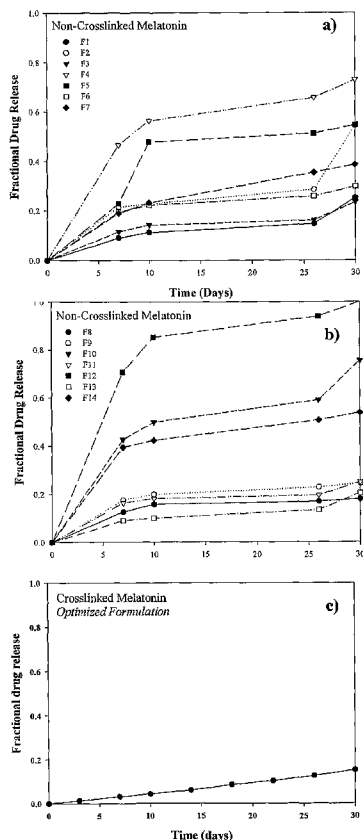 a)
Non-Crosslinked Melatonin
F1
F2
F3
F4
F5
F6
F7
Fractional Drug Release
1.0
0.8
0.6
0.4
0.2
0.0
0 5 10 15 20 25 30
Time (Days)
b)
Non-Crosslinked Melatonin
F8
F9
F10
F11
F12
F13
F14
Fractional Drug Release
1.0
0.8
0.6
0.4
0.2
0.0
0 5 10 15 20 25 30
Time (Days)
c)
Crosslinked Melatonin
Optimized Formulation
Fractional drug release
1.0
0.8
0.6
0.4
0.2
0.0
0 5 10 15 20 25 30
Time (days)